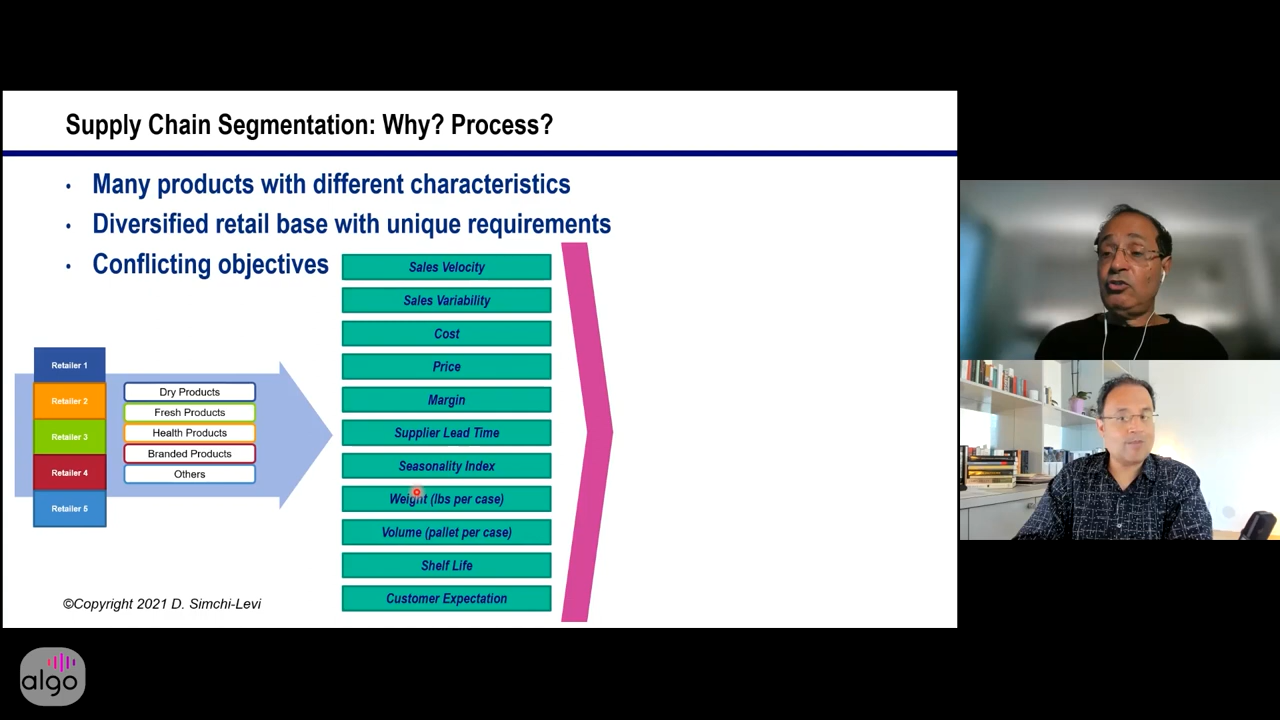 Supply Chain Segmentation: Why? Process?
• Many products with different characteristics
• Diversified retail base with unique requirements
• Conflicting objectives
Retailer 1
Retailer 2
Retailer 3
Retailer 4
Retailer 5
Dry Products
Fresh Products
Health Products
Branded Products
Others
Sales Velocity
Sales Variability
Cost
Price
Margin
Supplier Lead Time
Seasonality Index
Weight (lbs per case)
Volume (pallet per case)
Shelf Life
Customer Expectation
©Copyright 2021 D. Simchi-Levi
algo